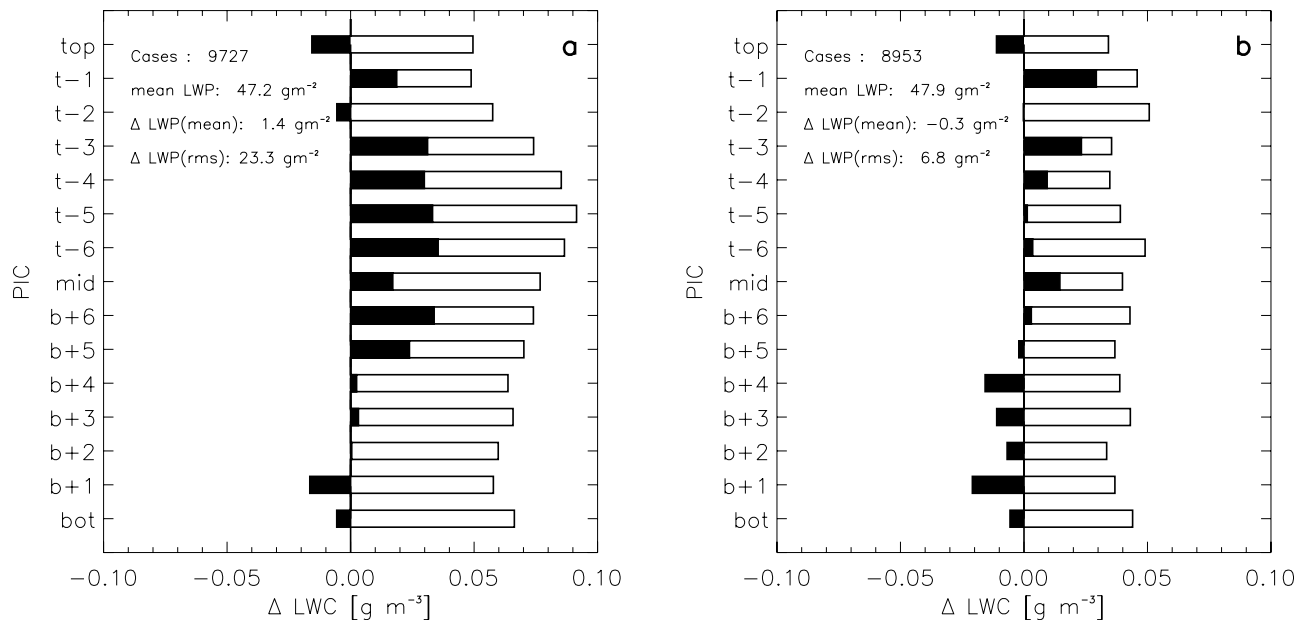 a
Cases : 9727
mean LWP: 47.2 gm⁻²
Δ LWP(mean): 1.4 gm⁻²
Δ LWP(rms): 23.3 gm⁻²
PIC
top
t−1
t−2
t−3
t−4
t−5
t−6
mid
b+6
b+5
b+4
b+3
b+2
b+1
bot
−0.10 −0.05 0.00 0.05 0.10
Δ LWC [g m⁻³]
b
Cases : 8953
mean LWP: 47.9 gm⁻²
Δ LWP(mean): −0.3 gm⁻²
Δ LWP(rms): 6.8 gm⁻²
PIC
top
t−1
t−2
t−3
t−4
t−5
t−6
mid
b+6
b+5
b+4
b+3
b+2
b+1
bot
−0.10 −0.05 0.00 0.05 0.10
Δ LWC [g m⁻³]